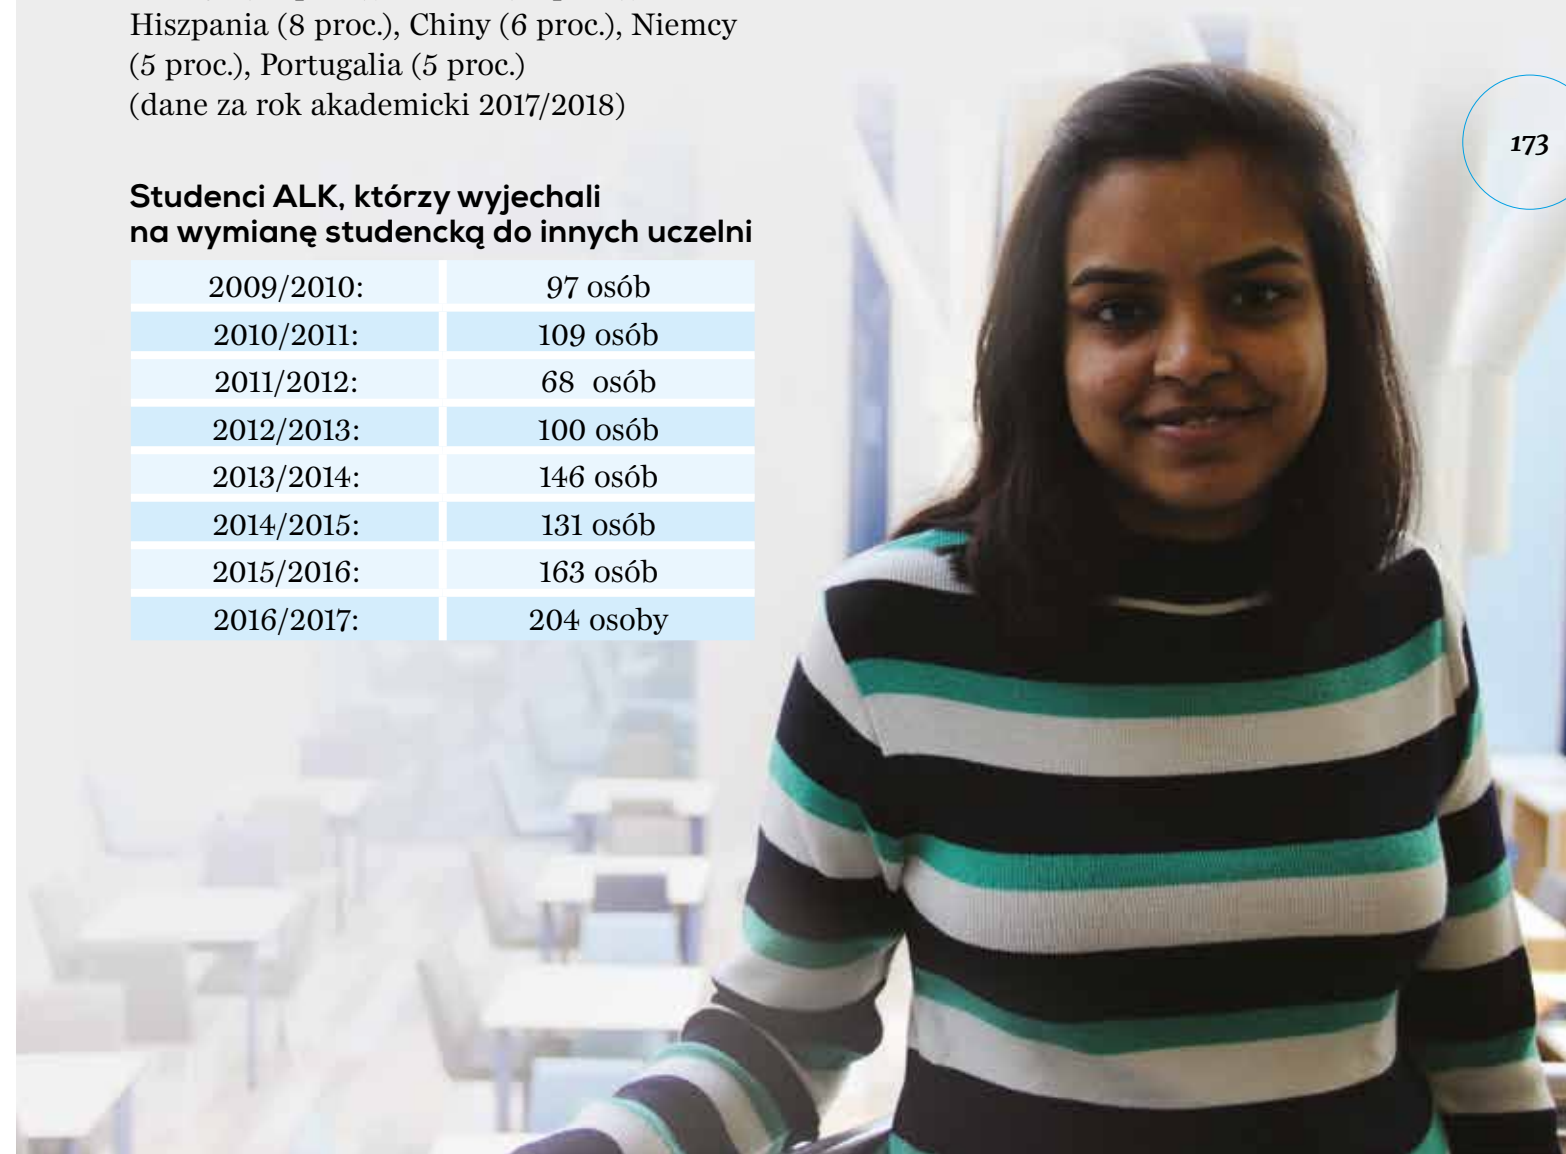 Hiszpania (8 proc.), Chiny (6 proc.), Niemcy
(5 proc.), Portugalia (5 proc.)
(dane za rok akademicki 2017/2018)
173
Studenci ALK, którzy wyjechali
na wymianę studencką do innych uczelni
2009/2010: 97 osób
2010/2011: 109 osób
2011/2012: 68 osób
2012/2013: 100 osób
2013/2014: 146 osób
2014/2015: 131 osób
2015/2016: 163 osób
2016/2017: 204 osoby